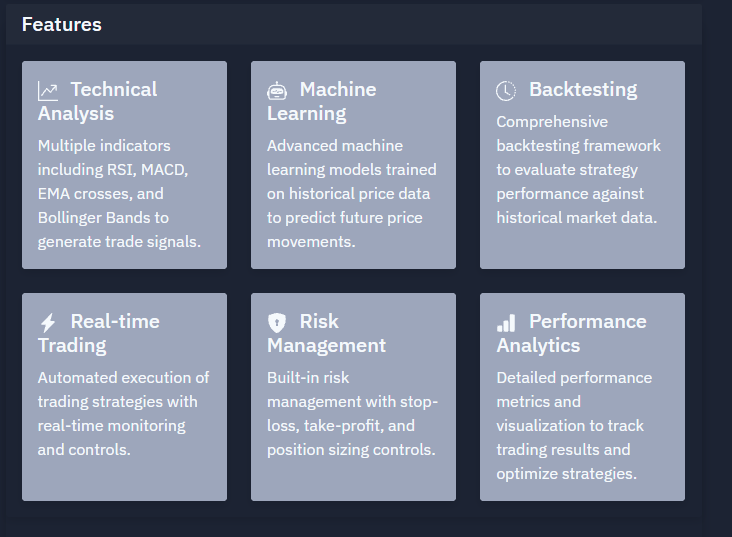 Features
Technical
Analysis
Multiple indicators
including RSI, MACD,
EMA crosses, and
Bollinger Bands to
generate trade signals.
Machine
Learning
Advanced machine
learning models trained
on historical price data
to predict future price
movements.
Backtesting
Comprehensive
backtesting framework
to evaluate strategy
performance against
historical market data.
Real-time
Trading
Automated execution of
trading strategies with
real-time monitoring
and controls.
Risk
Management
Built-in risk
management with stop-
loss, take-profit, and
position sizing controls.
Performance
Analytics
Detailed performance
metrics and
visualization to track
trading results and
optimize strategies.